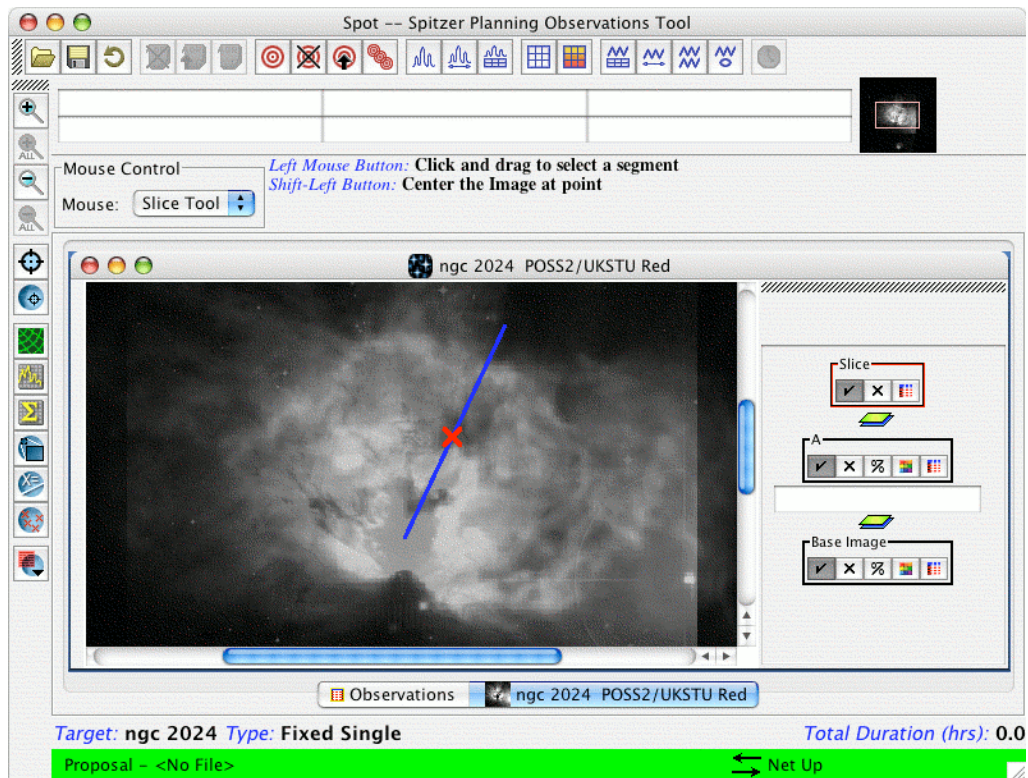 Spot -- Spitzer Planning Observations Tool
ALL
ALL
Mouse Control
Mouse: Slice Tool
Left Mouse Button: Click and drag to select a segment
Shift-Left Button: Center the Image at point
ngc 2024 POSS2/UKSTU Red
Slice
A
%
Base Image
%
Observations
ngc 2024 POSS2/UKSTU Red
Target: ngc 2024 Type: Fixed Single
Total Duration (hrs): 0.0
Proposal - <No File>
Net Up